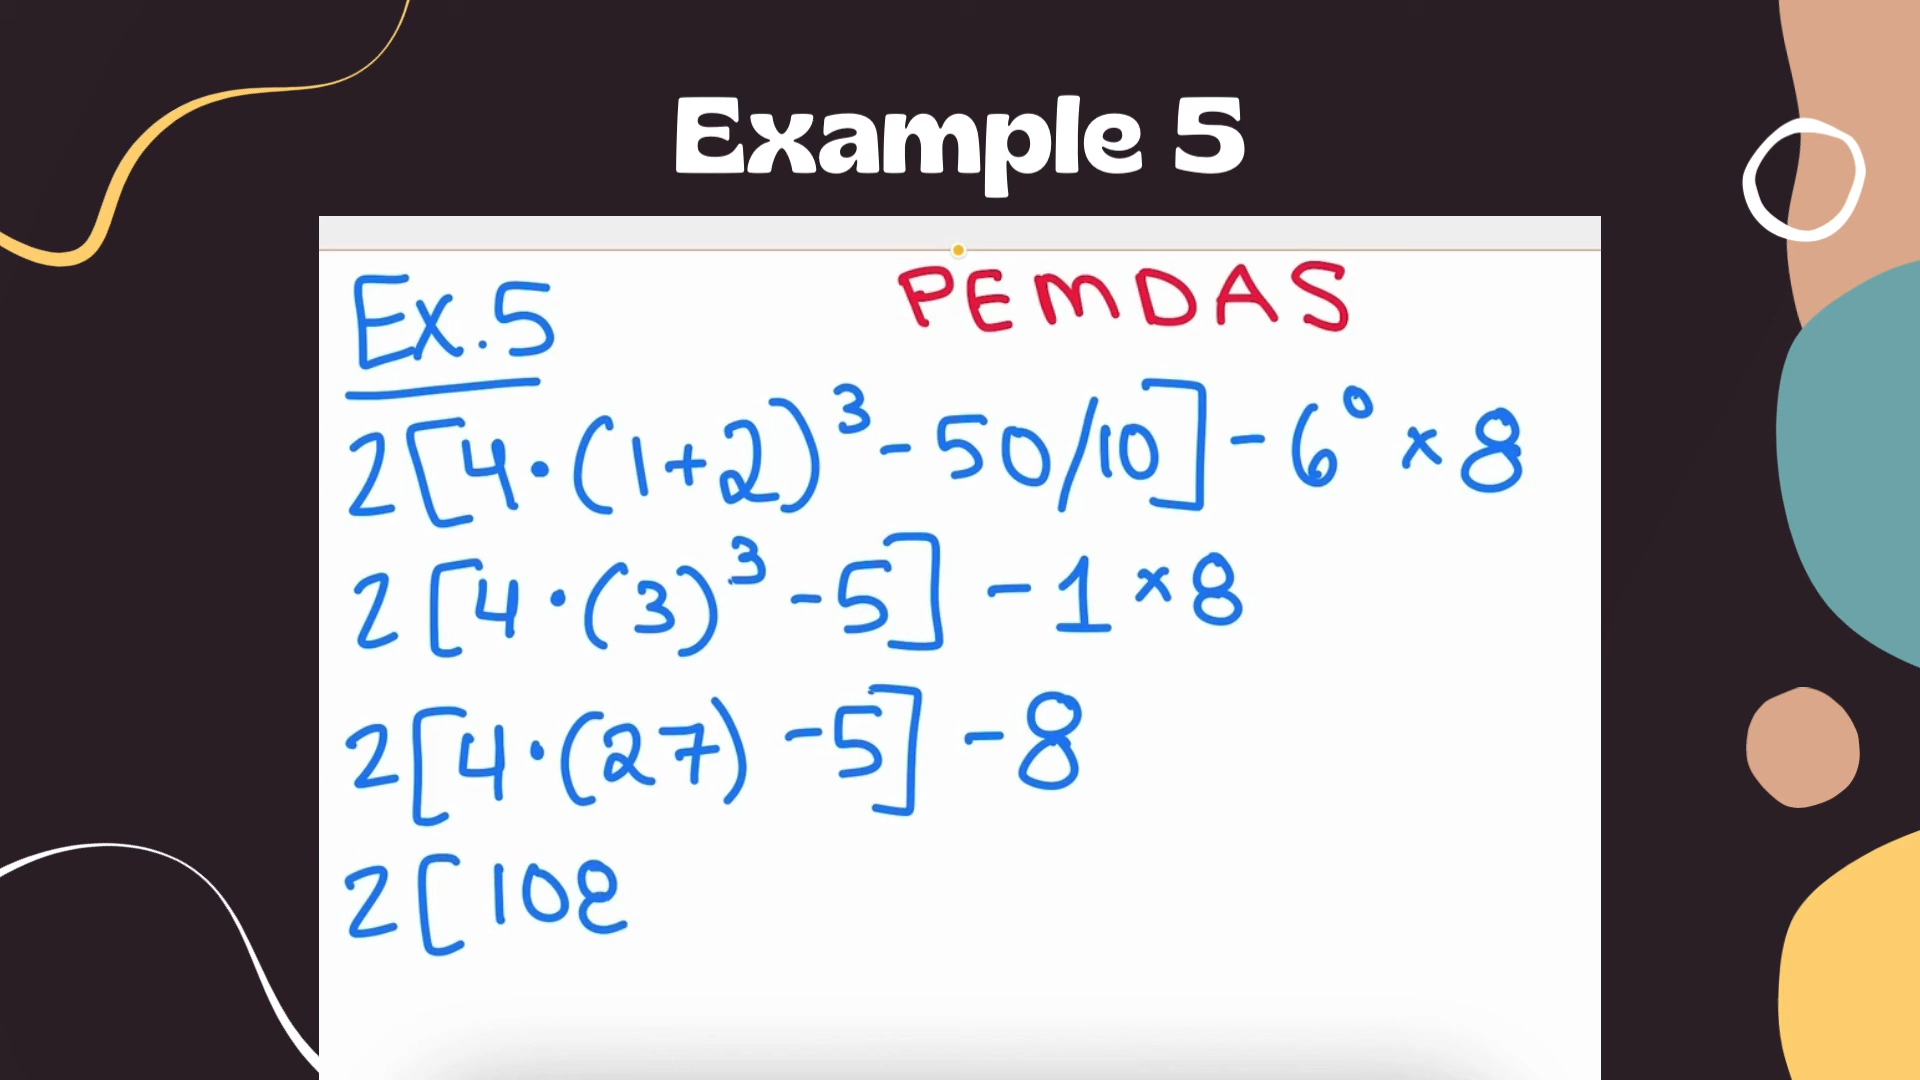 Example 5
Ex.5
PEMDAS
2[4·(1+2)³-50/10]-6⁰×8
2[4·(3)³-5]-1×8
2[4·(27)-5]-8
2[108